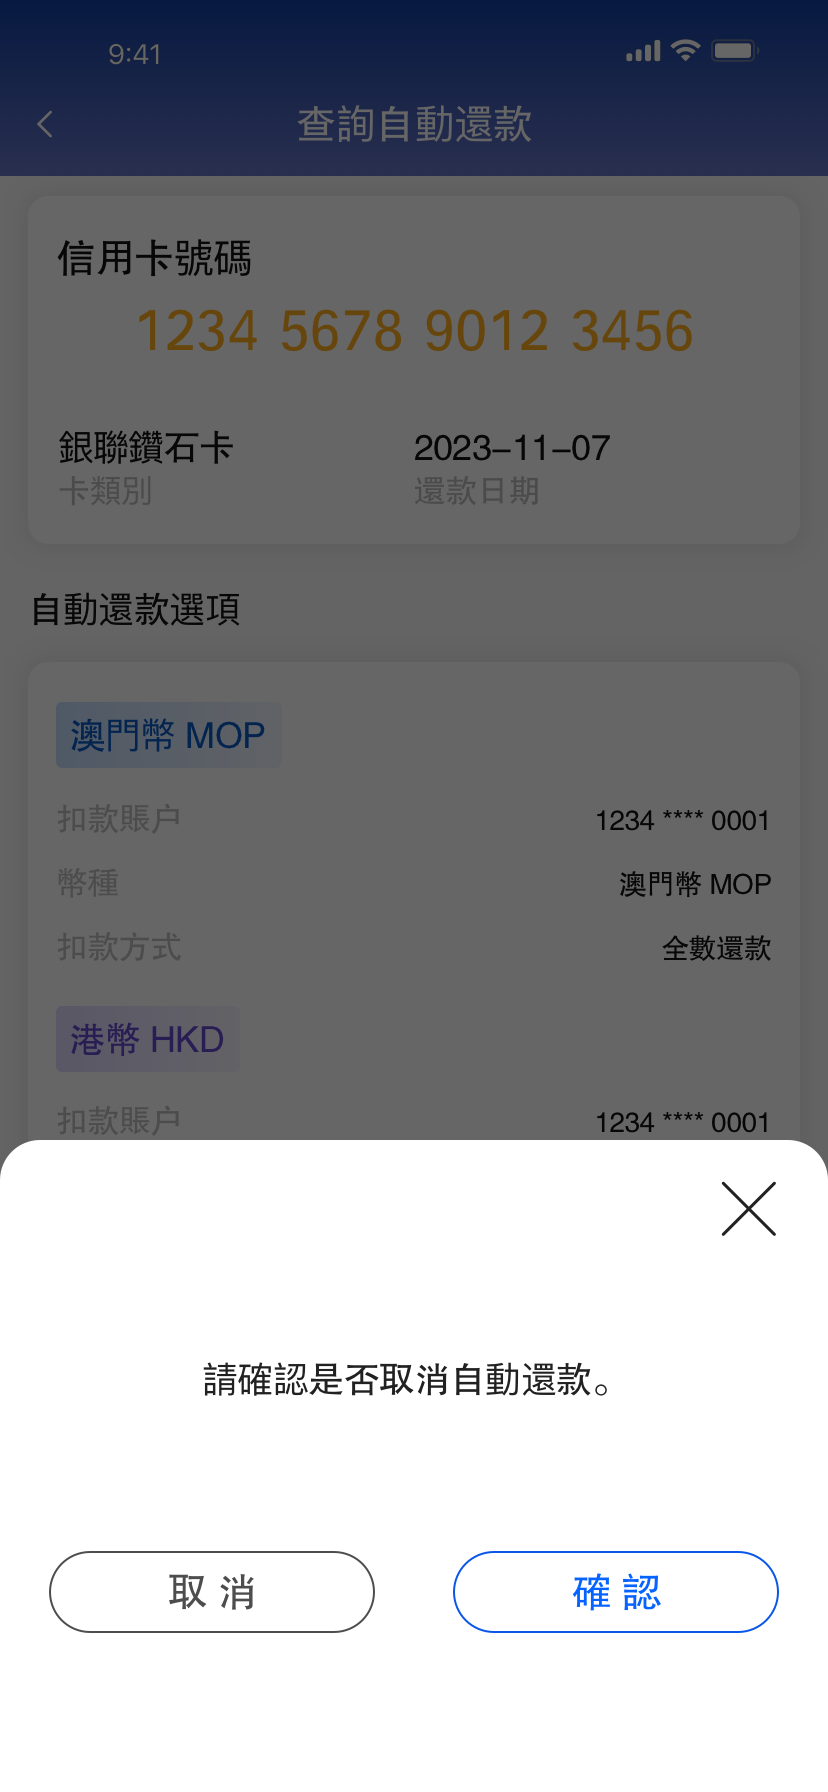 9:41
查詢自動還款
信用卡號碼
1234 5678 9012 3456
銀聯鑽石卡 2023-11-07
卡類別 還款日期
自動還款選項
澳門幣 MOP
扣款賬户 1234 **** 0001
幣種 澳門幣 MOP
扣款方式 全數還款
港幣 HKD
扣款賬户 1234 **** 0001
請確認是否取消自動還款。
取 消 確 認